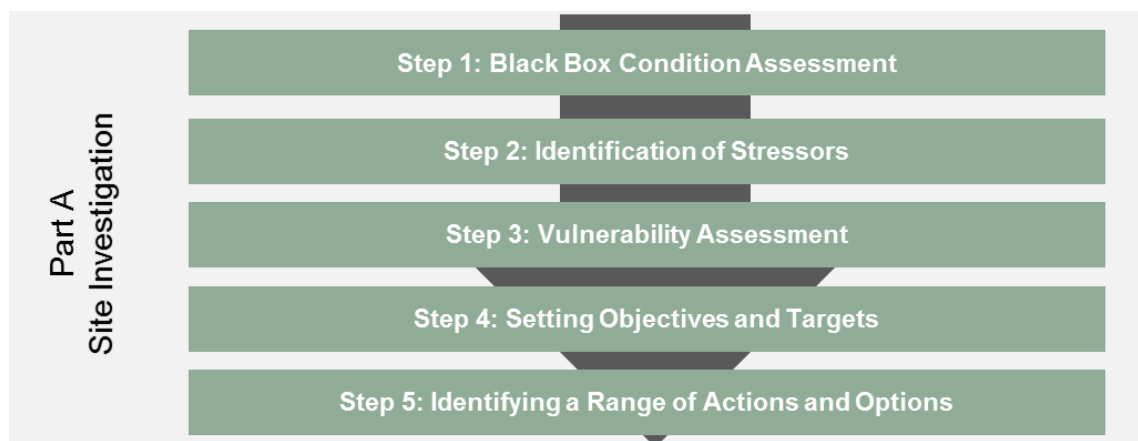 Part A
Site Investigation
Step 1: Black Box Condition Assessment
Step 2: Identification of Stressors
Step 3: Vulnerability Assessment
Step 4: Setting Objectives and Targets
Step 5: Identifying a Range of Actions and Options